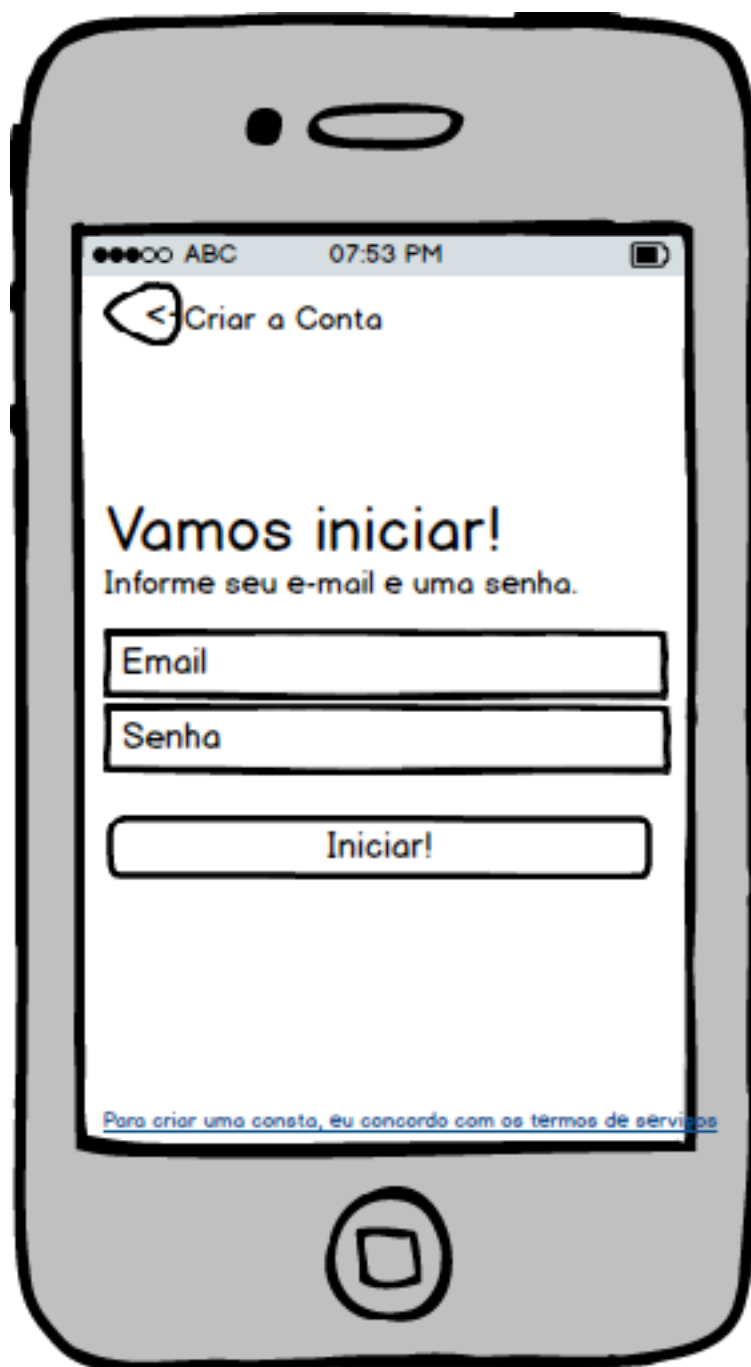 ABC 07:53 PM
< Criar a Conta
Vamos iniciar!
Informe seu e-mail e uma senha.
Email
Senha
Iniciar!
Para criar uma consta, eu concordo com os termos de serviços